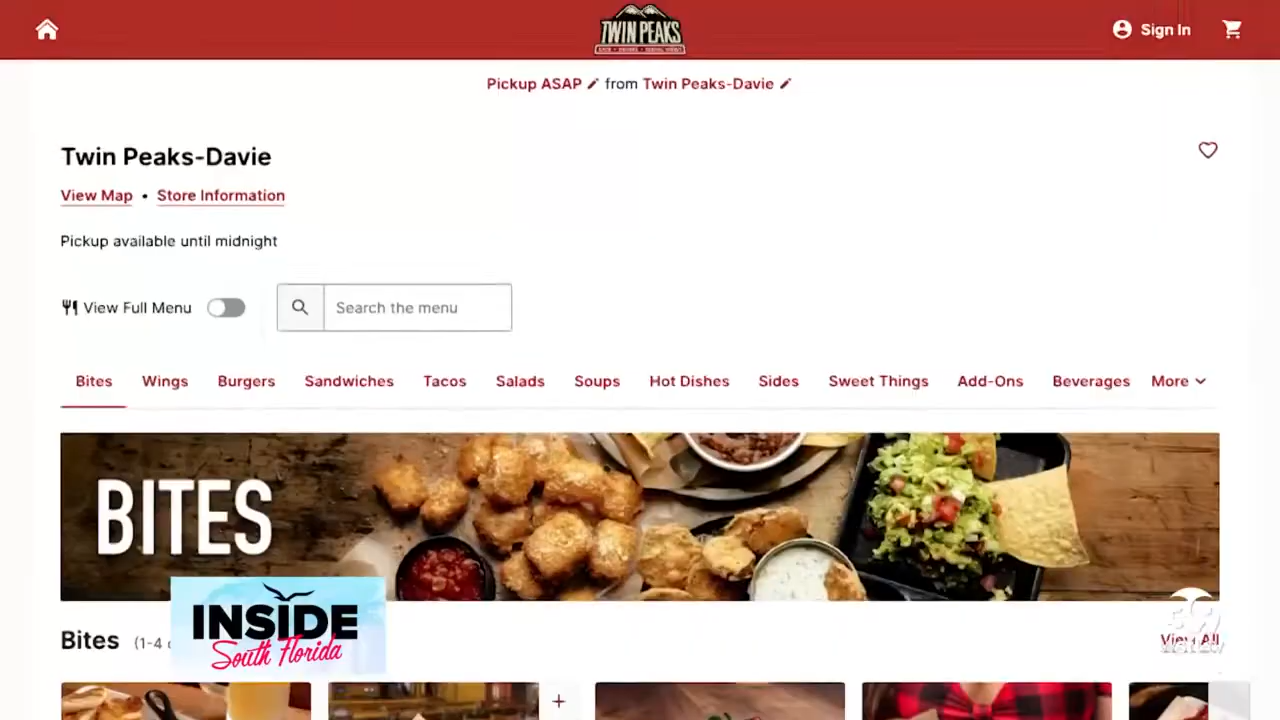 TWIN PEAKS
Sign In
Pickup ASAP from Twin Peaks-Davie
Twin Peaks-Davie
View Map • Store Information
Pickup available until midnight
View Full Menu
Search the menu
Bites Wings Burgers Sandwiches Tacos Salads Soups Hot Dishes Sides Sweet Things Add-Ons Beverages More
BITES
Bites (1-4
View All
INSIDE
South Florida